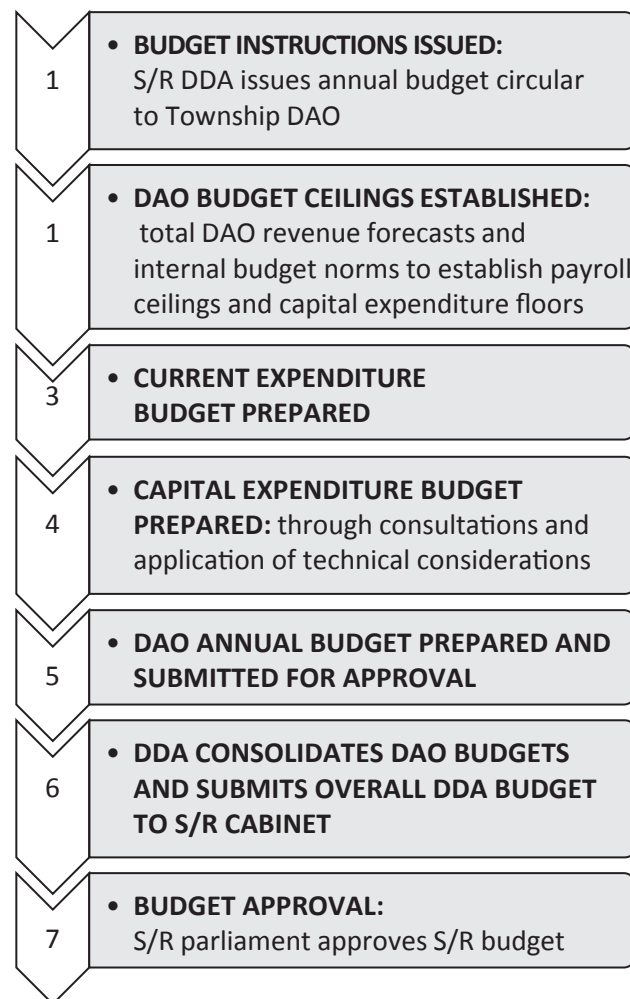 1
• BUDGET INSTRUCTIONS ISSUED:
S/R DDA issues annual budget circular
to Township DAO
1
• DAO BUDGET CEILINGS ESTABLISHED:
total DAO revenue forecasts and
internal budget norms to establish payroll
ceilings and capital expenditure floors
3
• CURRENT EXPENDITURE
BUDGET PREPARED
4
• CAPITAL EXPENDITURE BUDGET
PREPARED: through consultations and
application of technical considerations
5
• DAO ANNUAL BUDGET PREPARED AND
SUBMITTED FOR APPROVAL
6
• DDA CONSOLIDATES DAO BUDGETS
AND SUBMITS OVERALL DDA BUDGET
TO S/R CABINET
7
• BUDGET APPROVAL:
S/R parliament approves S/R budget